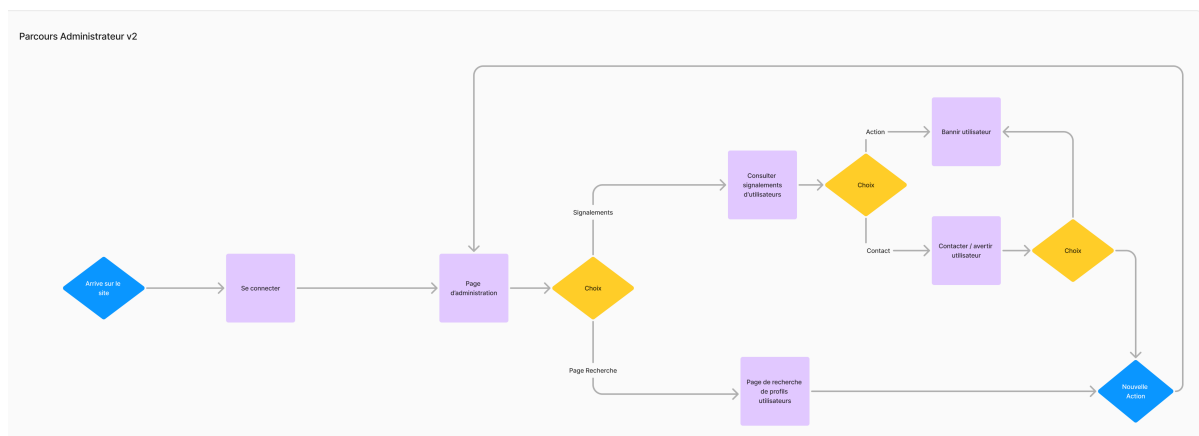 Parcours Administrateur v2
Arrive sur le
site
Se connecter
Page
d'administration
Choix
Signalements
Consulter
signalements
d'utilisateurs
Choix
Action
Bannir utilisateur
Contact
Contacter / avertir
utilisateur
Choix
Page Recherche
Page de recherche
de profils
utilisateurs
Nouvelle
Action